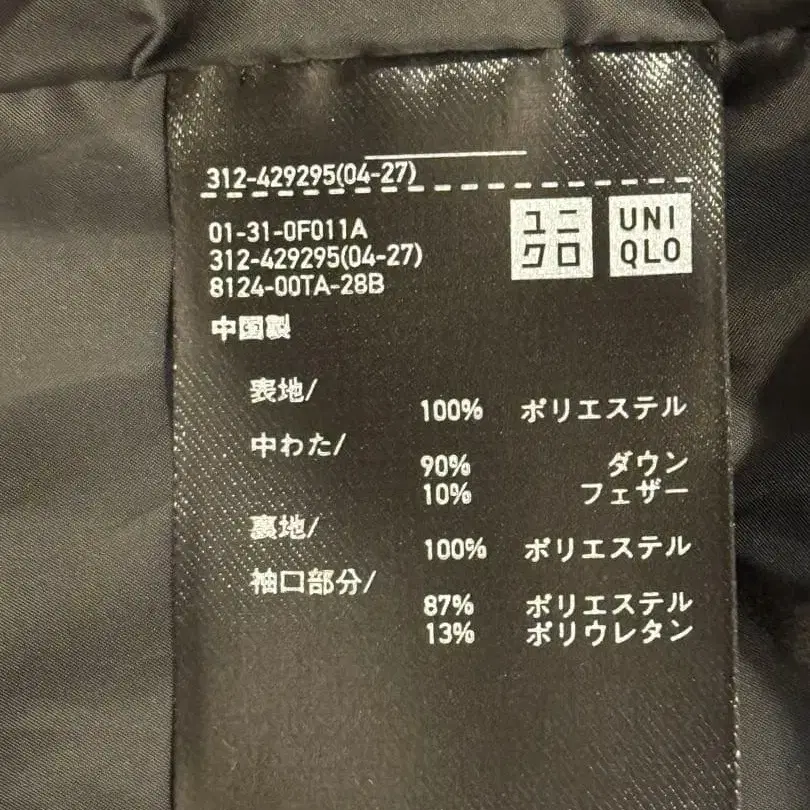 312-429295(04-27)
01-31-0F011A
312-429295(04-27)
8124-00TA-28B
ユニ
クロ
UNI
QLO
中国製
表地/
100% ポリエステル
中わた/
90% ダウン
10% フェザー
裏地/
100% ポリエステル
袖口部分/
87% ポリエステル
13% ポリウレタン